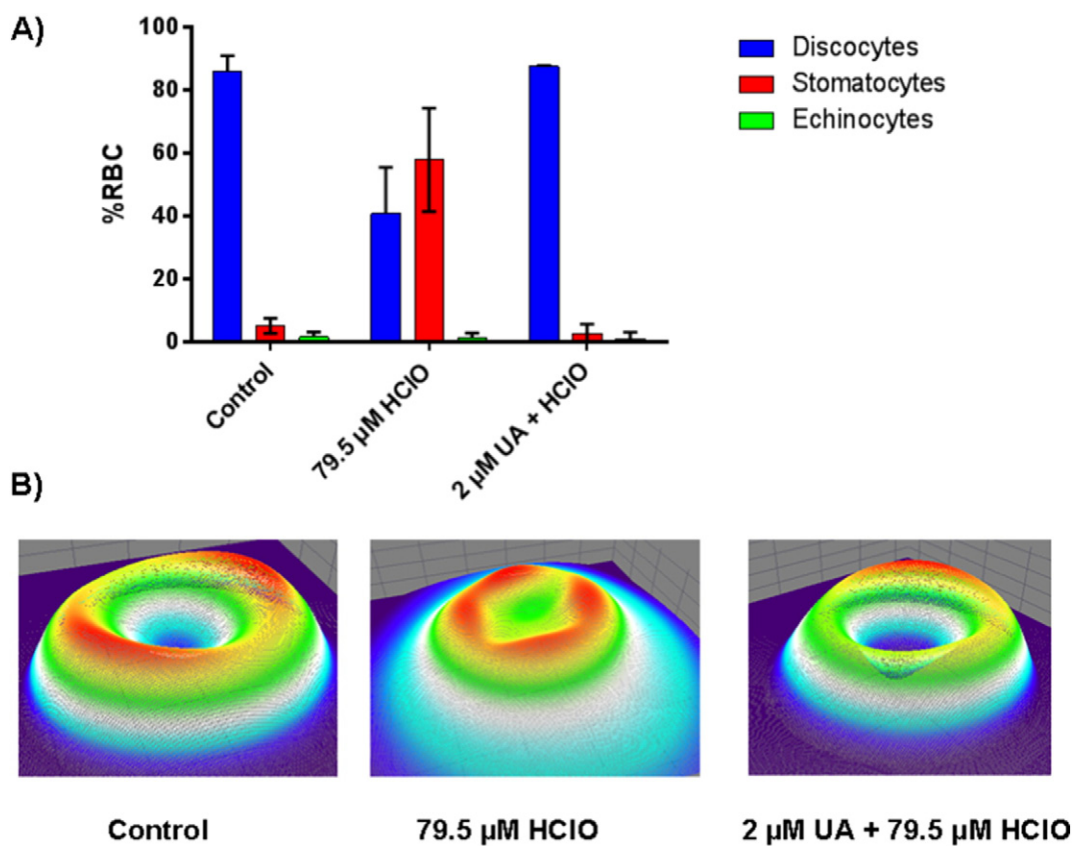 A)
100
80
60
40
20
0
%RBC
Control
79.5 µM HClO
2 µM UA + HClO
Discocytes
Stomatocytes
Echinocytes
B)
Control
79.5 µM HClO
2 µM UA + 79.5 µM HClO